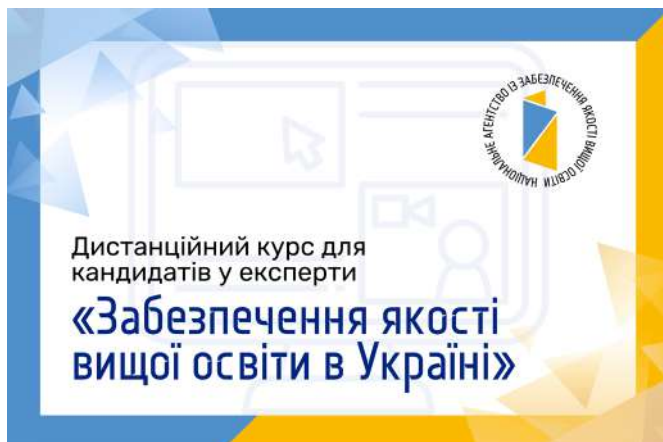 НАЦІОНАЛЬНЕ АГЕНТСТВО ІЗ ЗАБЕЗПЕЧЕННЯ ЯКОСТІ ВИЩОЇ ОСВІТИ
Дистанційний курс для
кандидатів у експерти
«Забезпечення якості
вищої освіти в Україні»